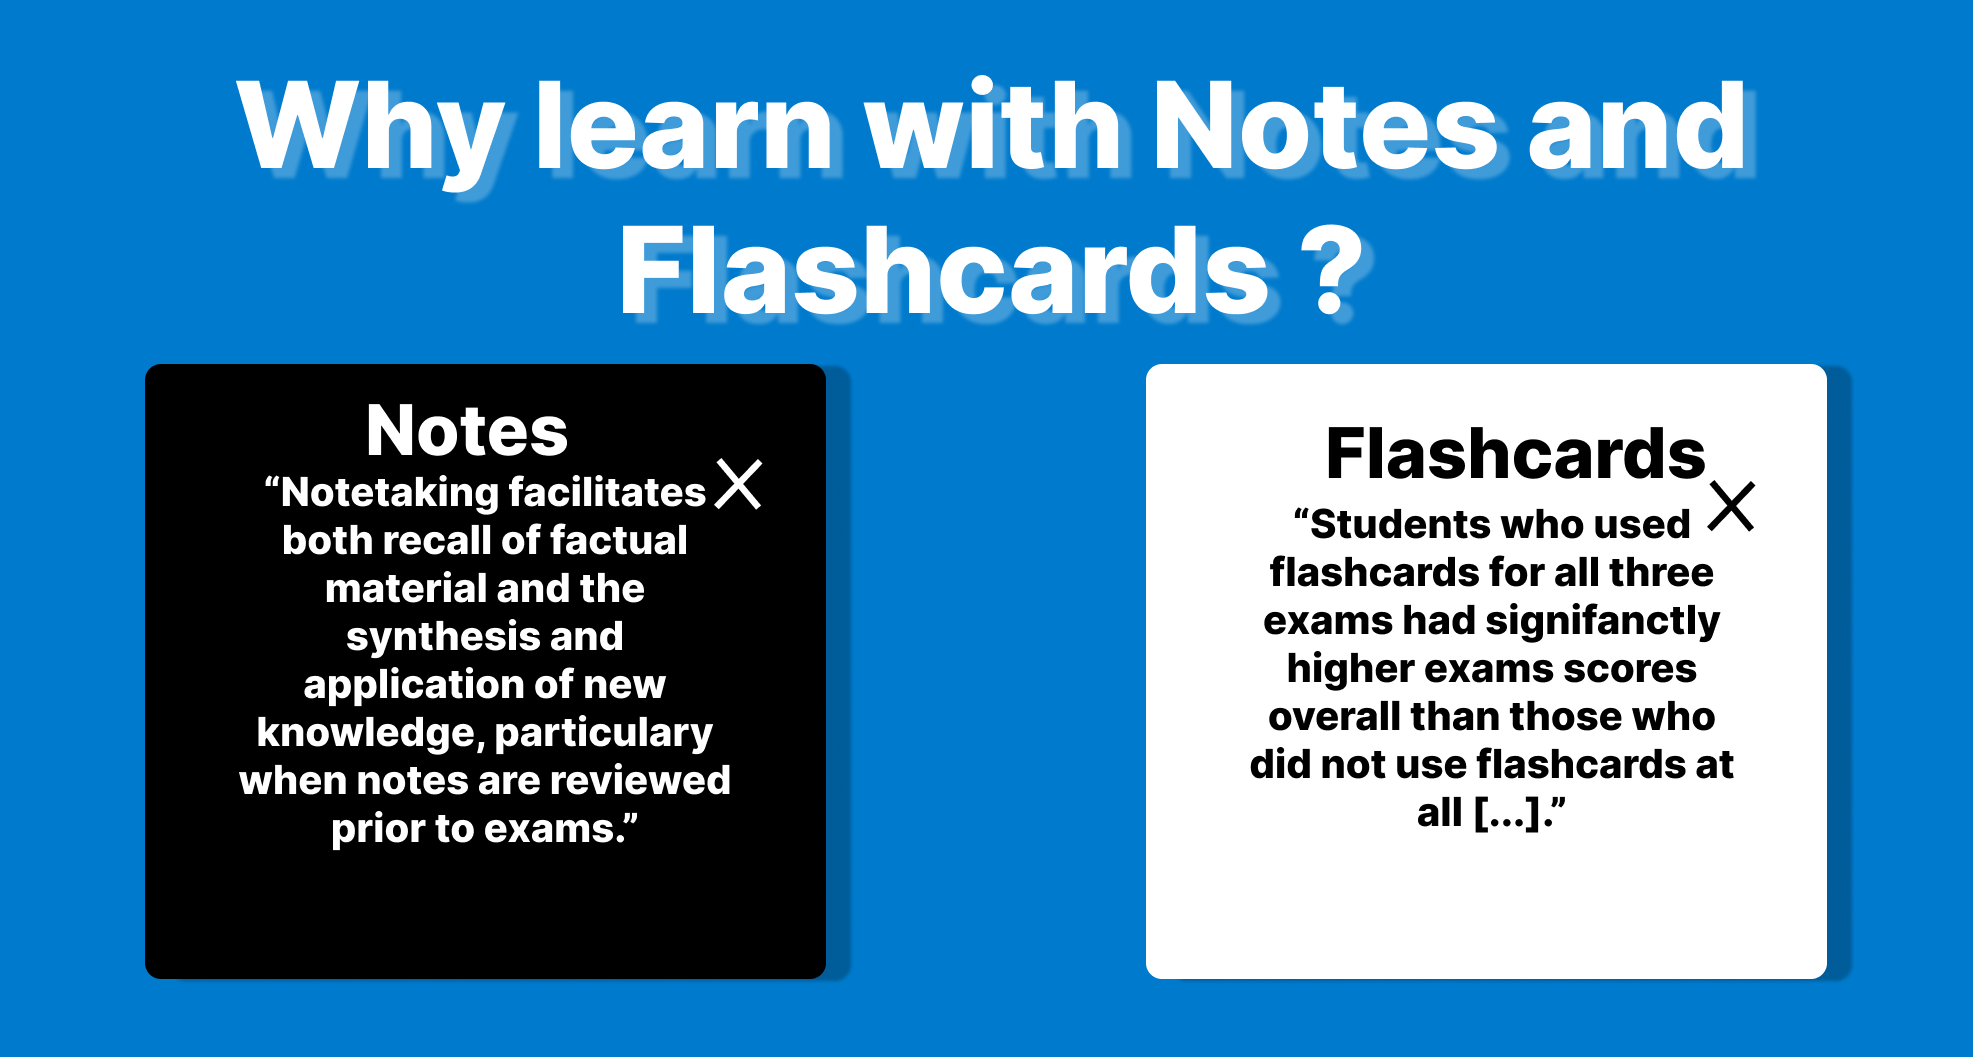 Why learn with Notes and
Flashcards ?
Notes
“Notetaking facilitates
both recall of factual
material and the
synthesis and
application of new
knowledge, particulary
when notes are reviewed
prior to exams.”
Flashcards
“Students who used
flashcards for all three
exams had signifanctly
higher exams scores
overall than those who
did not use flashcards at
all [...].”